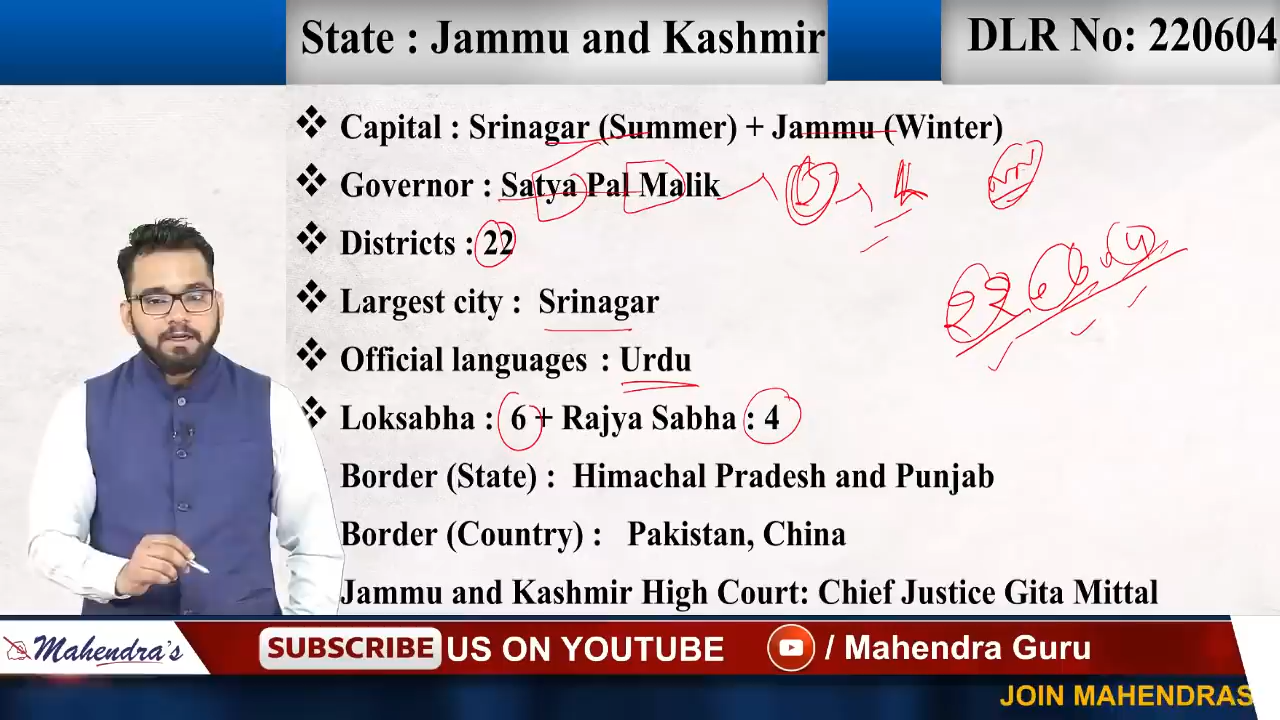 State : Jammu and Kashmir
DLR No: 220604
❖ Capital : Srinagar (Summer) + Jammu (Winter)
❖ Governor : Satya Pal Malik
❖ Districts : 22
❖ Largest city : Srinagar
❖ Official languages : Urdu
❖ Loksabha : 6 + Rajya Sabha : 4
Border (State) : Himachal Pradesh and Punjab
Border (Country) : Pakistan, China
Jammu and Kashmir High Court: Chief Justice Gita Mittal
Mahendra's
SUBSCRIBE US ON YOUTUBE / Mahendra Guru
JOIN MAHENDRAS